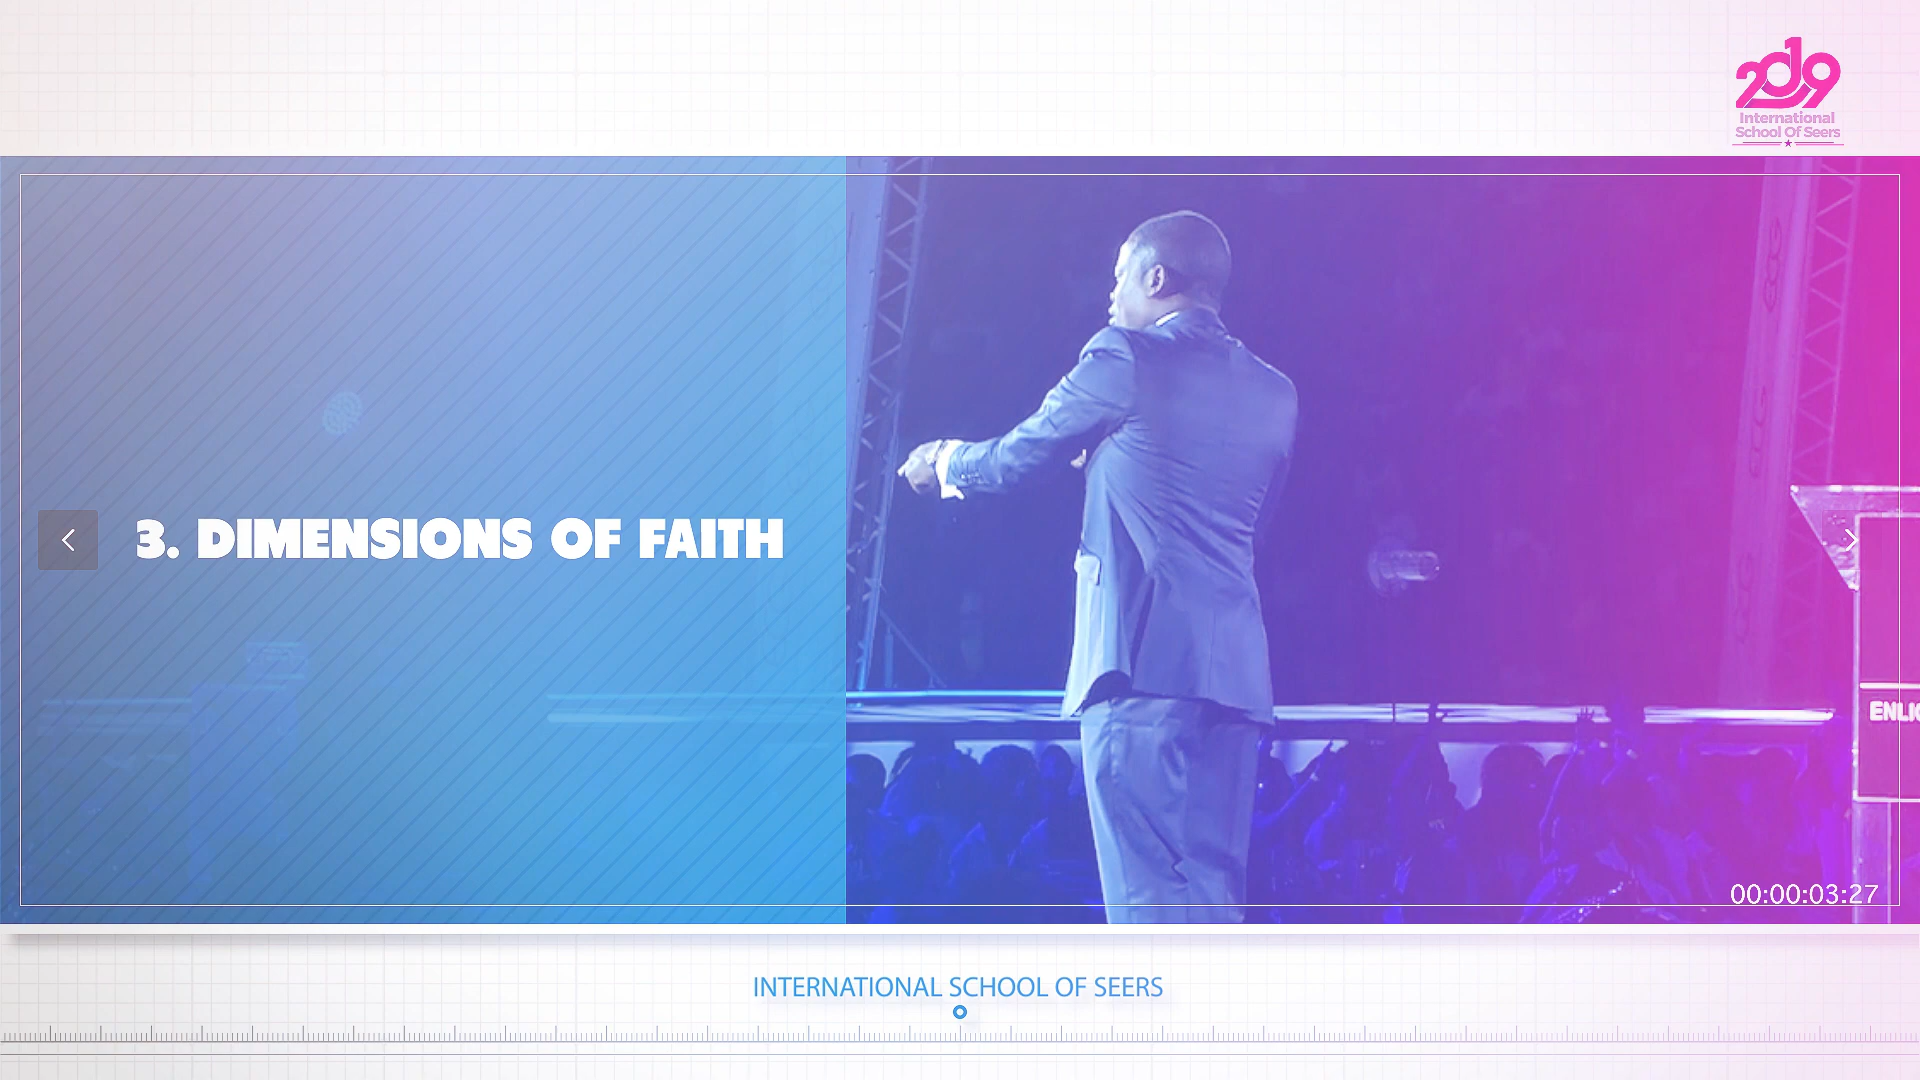 2019
International
School Of Seers
3. DIMENSIONS OF FAITH
00:00:03:27
INTERNATIONAL SCHOOL OF SEERS